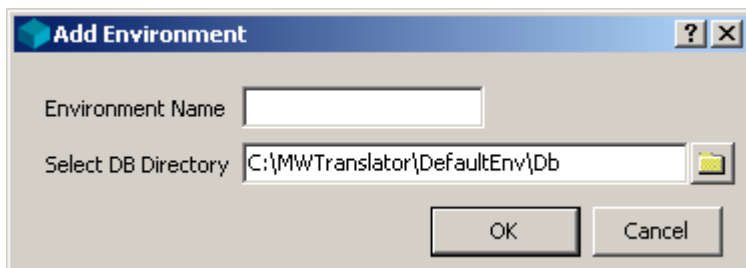 Add Environment
Environment Name
Select DB Directory C:\MWTranslator\DefaultEnv\Db
OK Cancel